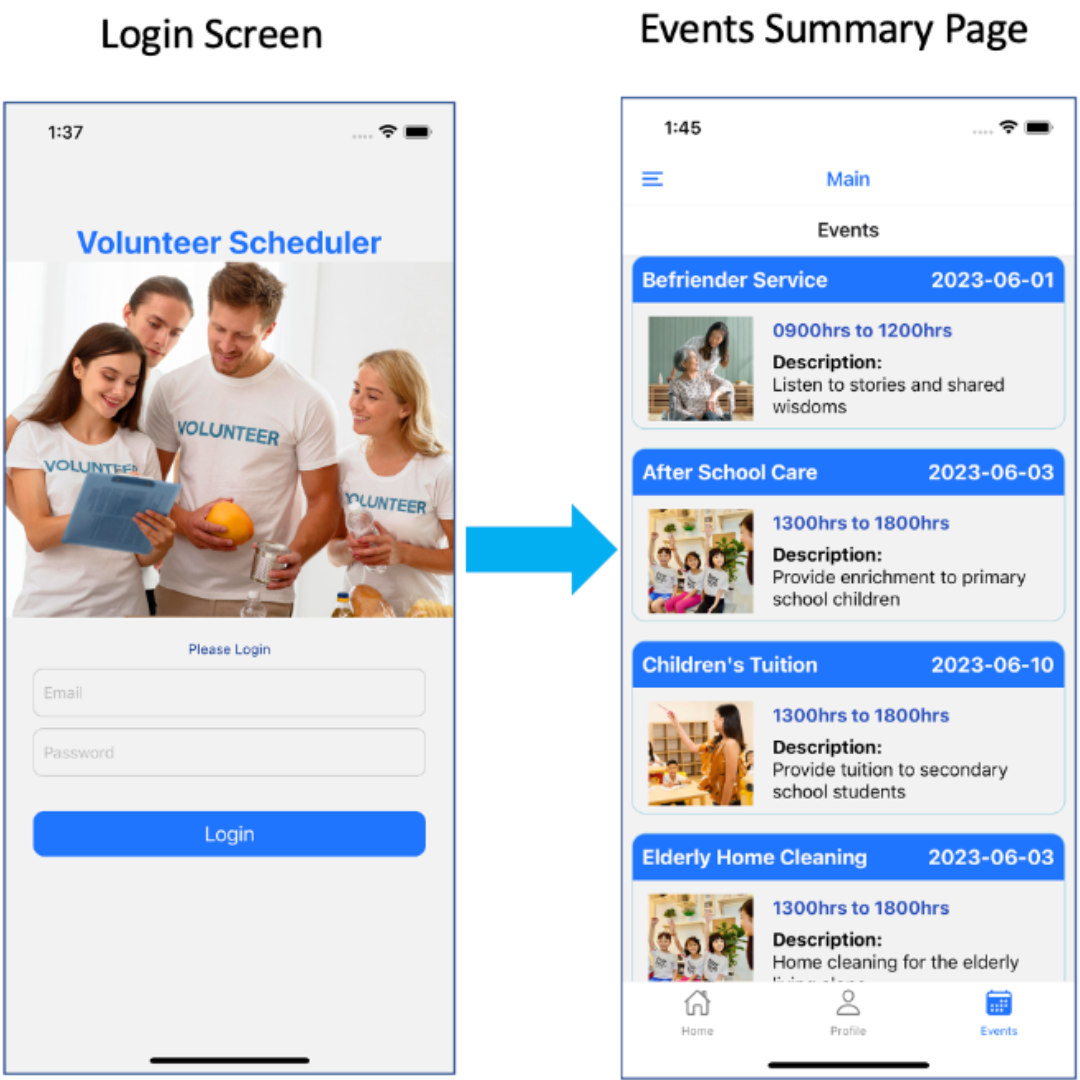 Login Screen
Events Summary Page
1:37
Volunteer Scheduler
VOLUNTEER
VOLUNTEER
VOLUNTEER
Please Login
Email
Password
Login
1:45
Main
Events
Befriender Service 2023-06-01
0900hrs to 1200hrs
Description:
Listen to stories and shared
wisdoms
After School Care 2023-06-03
1300hrs to 1800hrs
Description:
Provide enrichment to primary
school children
Children's Tuition 2023-06-10
1300hrs to 1800hrs
Description:
Provide tuition to secondary
school students
Elderly Home Cleaning 2023-06-03
1300hrs to 1800hrs
Description:
Home cleaning for the elderly
Home
Profile
Events